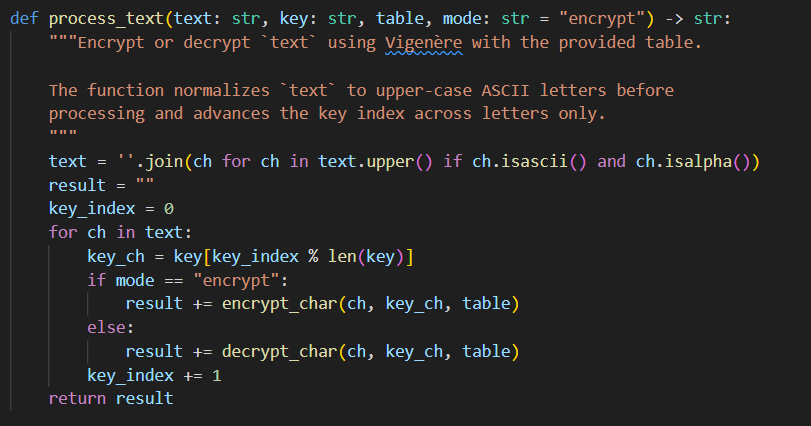 def process_text(text: str, key: str, table, mode: str = "encrypt") -> str:
    """Encrypt or decrypt `text` using Vigenère with the provided table.

    The function normalizes `text` to upper-case ASCII letters before
    processing and advances the key index across letters only.
    """
    text = ''.join(ch for ch in text.upper() if ch.isascii() and ch.isalpha())
    result = ""
    key_index = 0
    for ch in text:
        key_ch = key[key_index % len(key)]
        if mode == "encrypt":
            result += encrypt_char(ch, key_ch, table)
        else:
            result += decrypt_char(ch, key_ch, table)
        key_index += 1
    return result